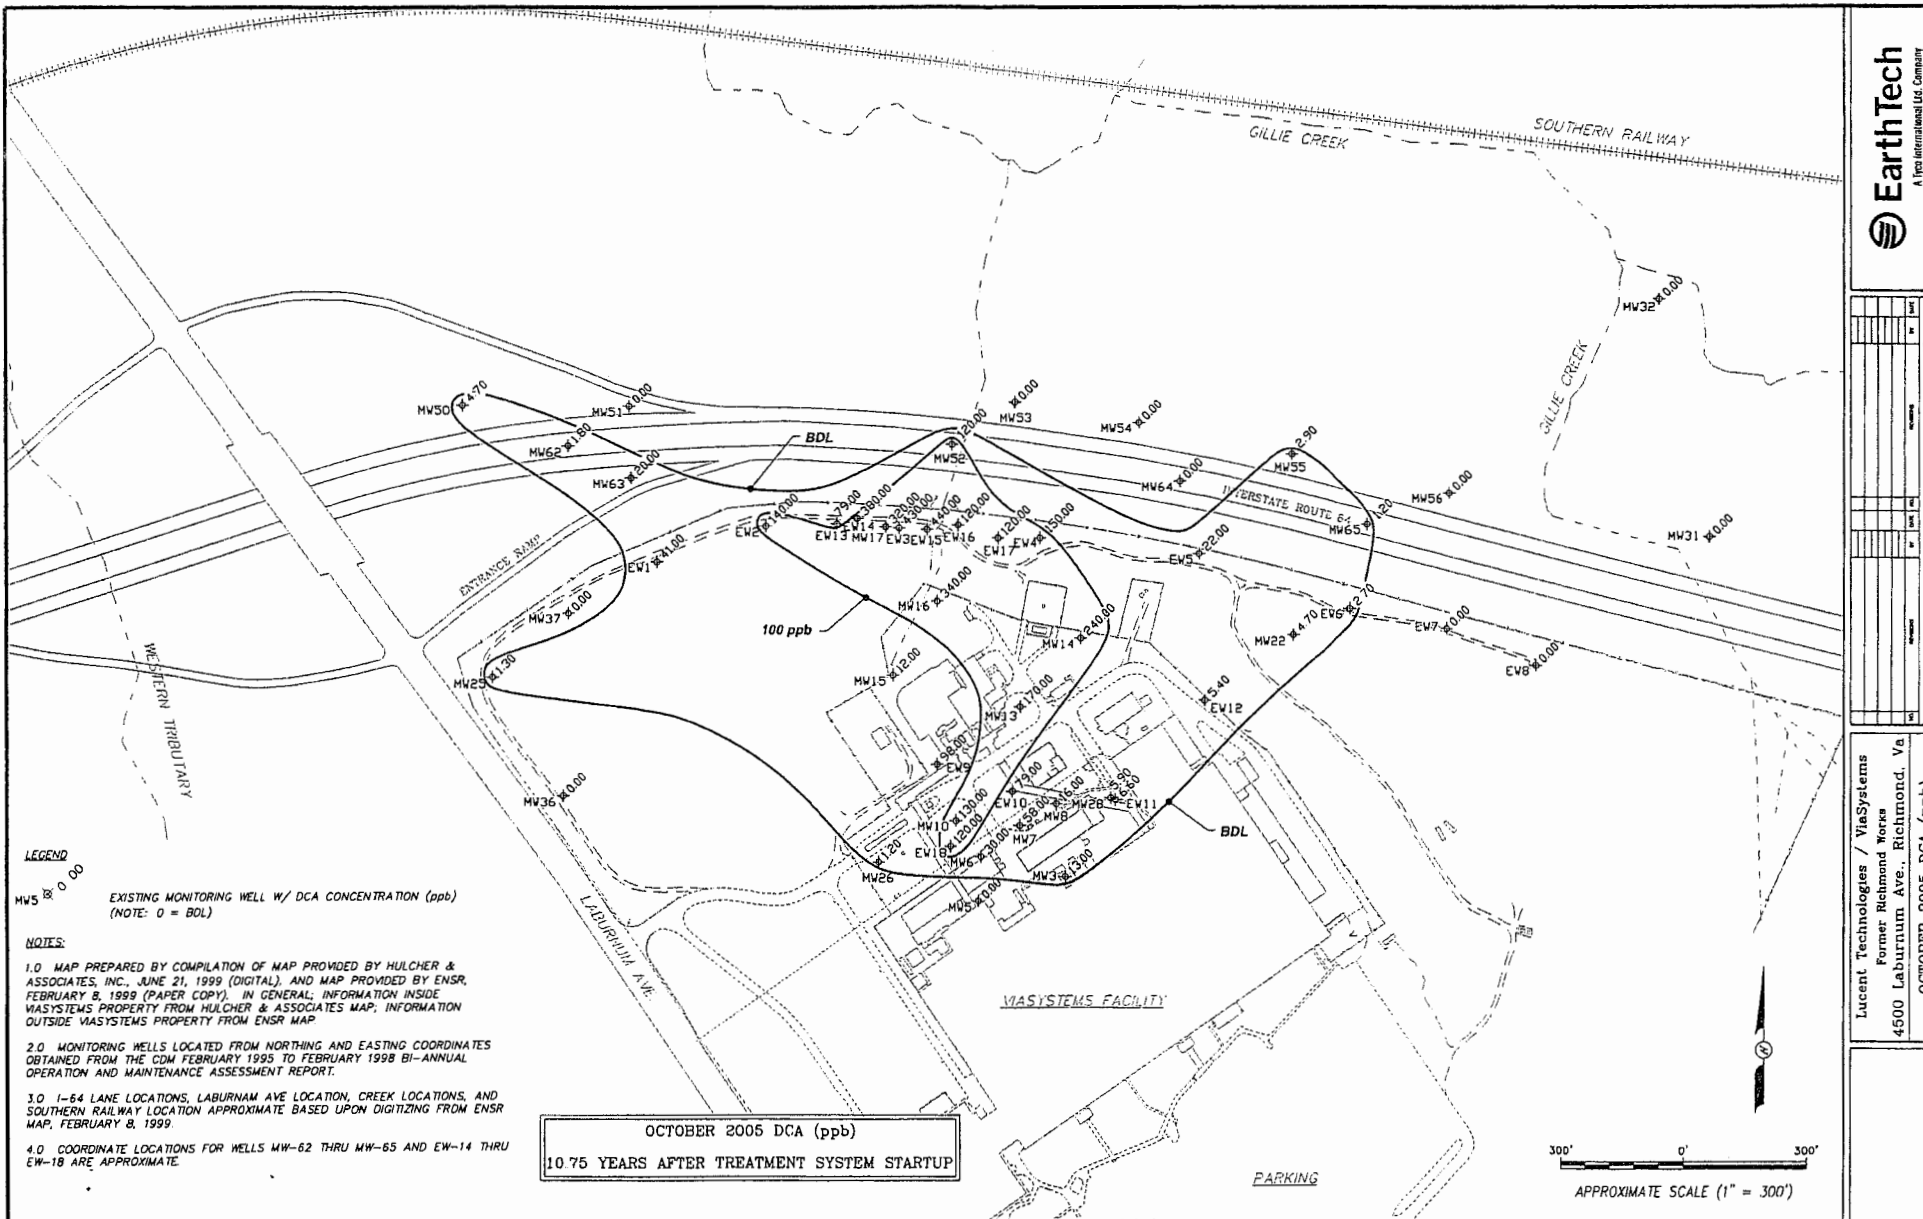 SOUTHERN RAILWAY
GILLIE CREEK
MW32 0.00
GILLIE CREEK
MW50 4.70
MW51 0.00
MW53 0.00
MW54 0.00
MW62 1.80
MW63 20.00
BDL
MW52 120.00
MW55 2.90
MW64 0.00
MW56 0.00
INTERSTATE ROUTE 64
MW65 1.20
MW31 0.00
EW2 140.00
EW13 79.00
EW14
MW17 380.00
320.00
EW3 430.00
EW15 440.00
EW16 120.00
EW17 120.00
EW4 150.00
EW5 22.00
EW1 41.00
ENTRANCE RAMP
MW37 0.00
MW16 340.00
100 ppb
MW14 240.00
MW22 4.70
EW6 2.70
EW7 0.00
EW8 0.00
WESTERN TRIBUTARY
MW25 1.30
MW15 12.00
MW13 170.00
EW12 5.40
EW9 98.00
MW36 0.00
EW10 79.00
MW8 16.00
MW28 5.90
EW11 6.60
MW10 130.00
MW7 58.00
EW18 120.00
MW6 30.00
BDL
MW26 1.20
MW3 13.00
MW5 0.00
LABURNUM AVE
VIASYSTEMS FACILITY
PARKING
LEGEND
MW5 0.00
EXISTING MONITORING WELL W/ DCA CONCENTRATION (ppb)
(NOTE: 0 = BDL)
NOTES:
1.0 MAP PREPARED BY COMPILATION OF MAP PROVIDED BY HULCHER &
ASSOCIATES, INC., JUNE 21, 1999 (DIGITAL), AND MAP PROVIDED BY ENSR,
FEBRUARY 8, 1999 (PAPER COPY). IN GENERAL; INFORMATION INSIDE
VIASYSTEMS PROPERTY FROM HULCHER & ASSOCIATES MAP; INFORMATION
OUTSIDE VIASYSTEMS PROPERTY FROM ENSR MAP.
2.0 MONITORING WELLS LOCATED FROM NORTHING AND EASTING COORDINATES
OBTAINED FROM THE CDM FEBRUARY 1995 TO FEBRUARY 1998 BI-ANNUAL
OPERATION AND MAINTENANCE ASSESSMENT REPORT.
3.0 I-64 LANE LOCATIONS, LABURNAM AVE LOCATION, CREEK LOCATIONS, AND
SOUTHERN RAILWAY LOCATION APPROXIMATE BASED UPON DIGITIZING FROM ENSR
MAP, FEBRUARY 8, 1999.
4.0 COORDINATE LOCATIONS FOR WELLS MW-62 THRU MW-65 AND EW-14 THRU
EW-18 ARE APPROXIMATE.
OCTOBER 2005 DCA (ppb)
10.75 YEARS AFTER TREATMENT SYSTEM STARTUP
N
300' 0' 300'
APPROXIMATE SCALE (1" = 300')
EarthTech
A Tyco International Ltd. Company
Lucent Technologies / ViaSystems
Former Richmond Works
4500 Laburnum Ave., Richmond, Va
OCTOBER 2005 DCA (ppb)